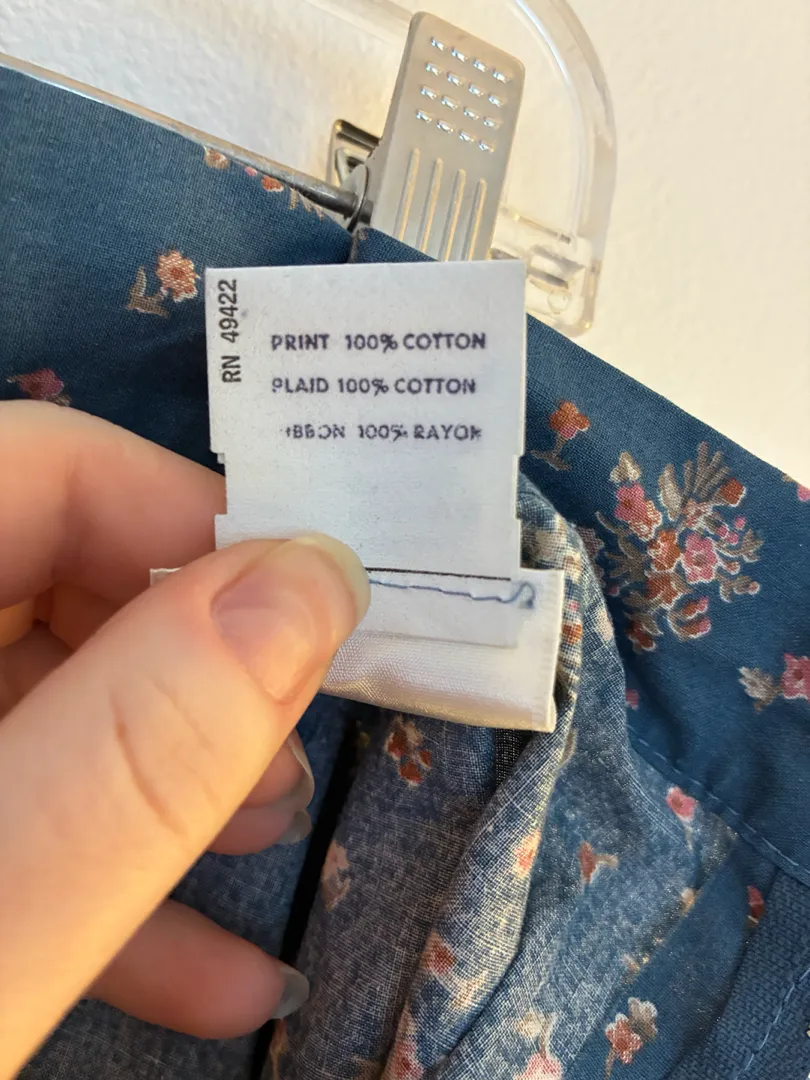 RN 49422
PRINT 100% COTTON
PLAID 100% COTTON
IBBON 100% RAYON